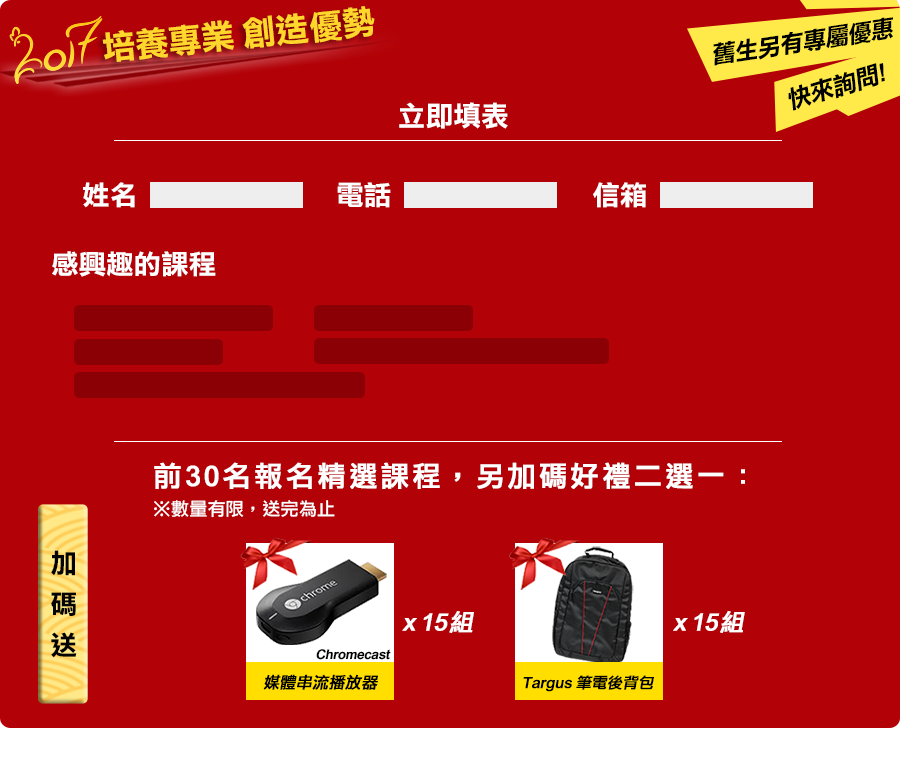 2017 培養專業 創造優勢
舊生另有專屬優惠
快來詢問!
立即填表
姓名
電話
信箱
感興趣的課程
前30名報名精選課程，另加碼好禮二選一：
※數量有限，送完為止
加碼送
chrome
Chromecast
媒體串流播放器
x 15組
Targus 筆電後背包
x 15組